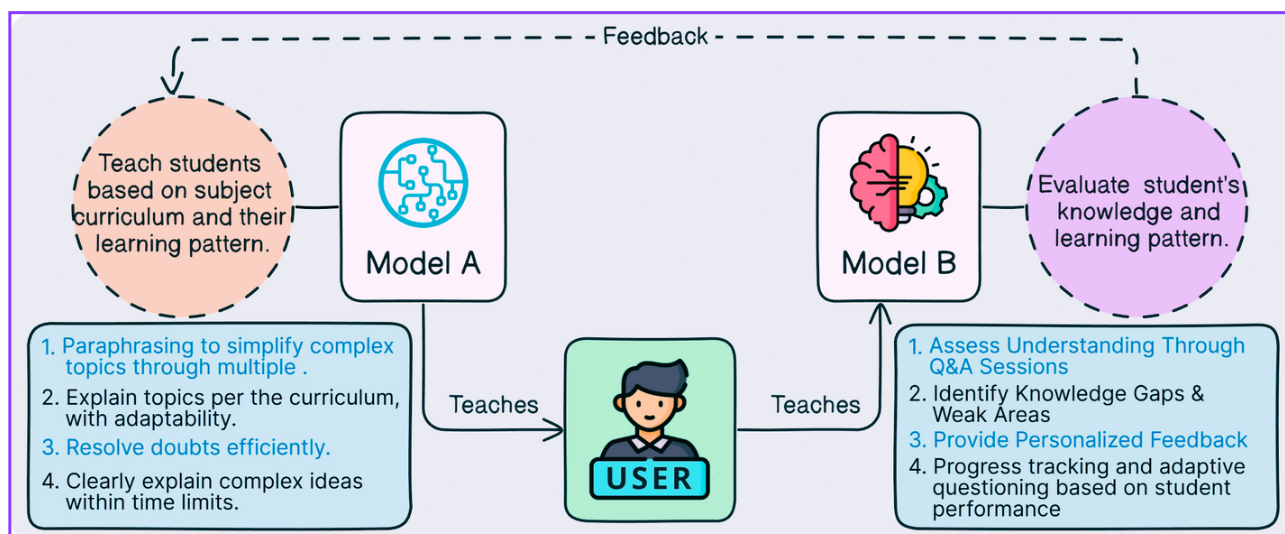 Feedback
Teach students
based on subject
curriculum and their
learning pattern.
Model A
Model B
Evaluate student's
knowledge and
learning pattern.
1. Paraphrasing to simplify complex
topics through multiple .
2. Explain topics per the curriculum,
with adaptability.
3. Resolve doubts efficiently.
4. Clearly explain complex ideas
within time limits.
Teaches
USER
Teaches
1. Assess Understanding Through
Q&A Sessions
2. Identify Knowledge Gaps &
Weak Areas
3. Provide Personalized Feedback
4. Progress tracking and adaptive
questioning based on student
performance